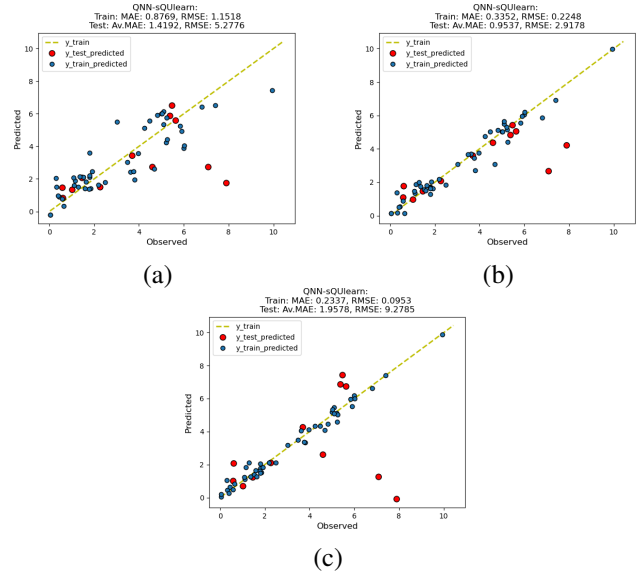 QNN-sQUlearn:
Train: MAE: 0.8769, RMSE: 1.1518
Test: Av.MAE: 1.4192, RMSE: 5.2776
y_train
y_test_predicted
y_train_predicted
10
8
6
4
2
0
Predicted
0 2 4 6 8 10
Observed
(a)
QNN-sQUlearn:
Train: MAE: 0.3352, RMSE: 0.2248
Test: Av.MAE: 0.9537, RMSE: 2.9178
y_train
y_test_predicted
y_train_predicted
10
8
6
4
2
0
Predicted
0 2 4 6 8 10
Observed
(b)
QNN-sQUlearn:
Train: MAE: 0.2337, RMSE: 0.0953
Test: Av.MAE: 1.9578, RMSE: 9.2785
y_train
y_test_predicted
y_train_predicted
10
8
6
4
2
0
Predicted
0 2 4 6 8 10
Observed
(c)